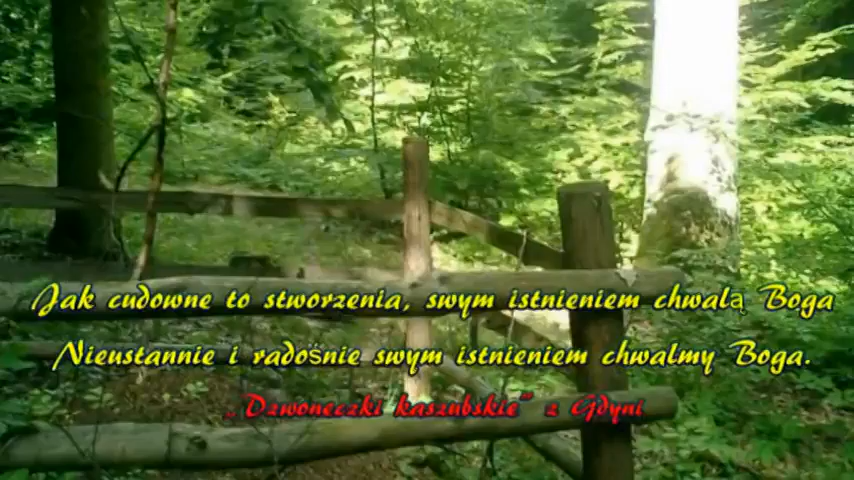 Jak cudowne to stworzenia, swym istnieniem chwalą Boga
Nieustannie i radośnie swym istnieniem chwalmy Boga.
„Dzwoneczki kaszubskie” z Gdyni